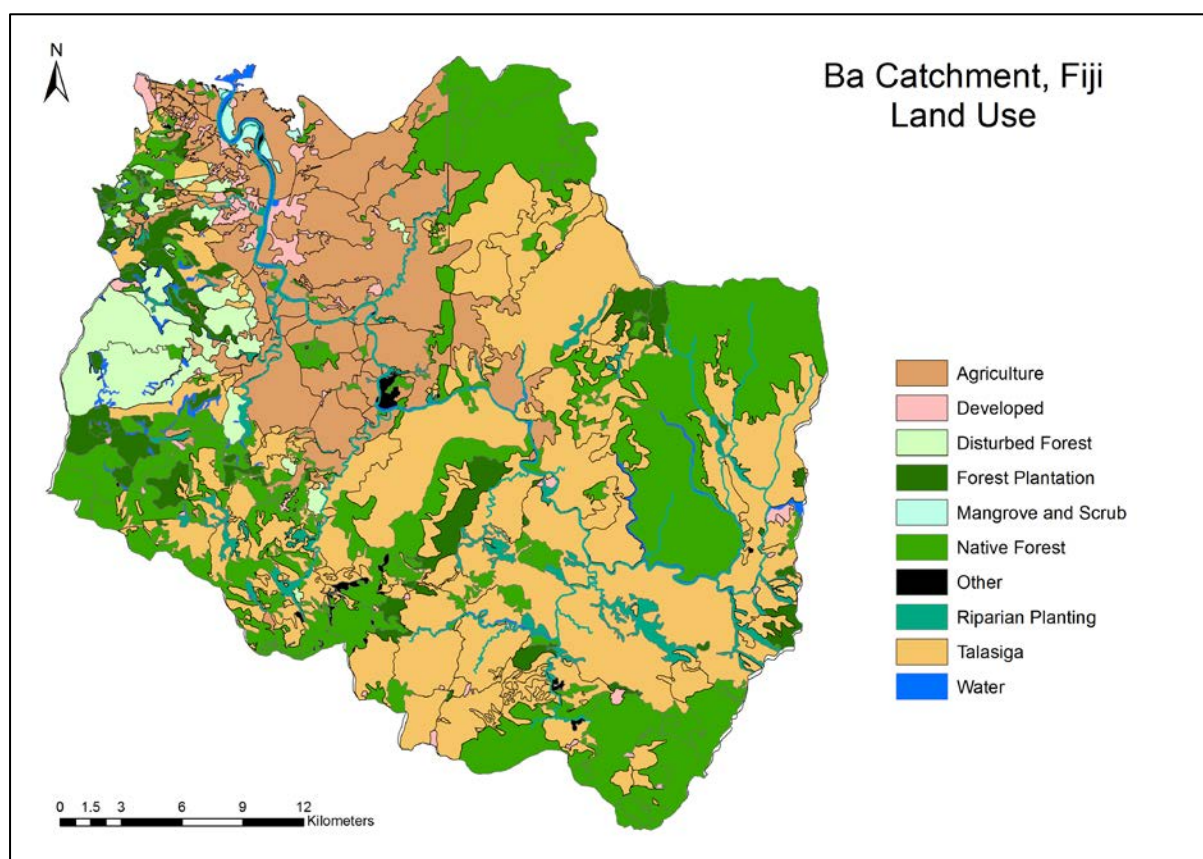 N
Ba Catchment, Fiji
Land Use
Agriculture
Developed
Disturbed Forest
Forest Plantation
Mangrove and Scrub
Native Forest
Other
Riparian Planting
Talasiga
Water
0 1.5 3 6 9 12
Kilometers